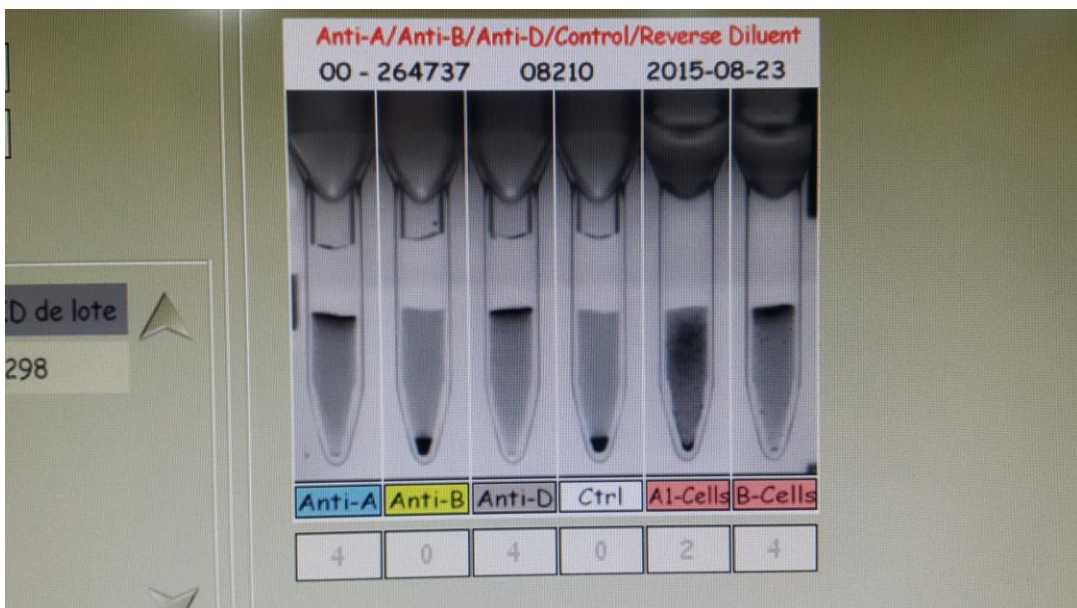 Anti-A/Anti-B/Anti-D/Control/Reverse Diluent
00 - 264737 08210 2015-08-23
D de lote
298
Anti-A Anti-B Anti-D Ctrl A1-Cells B-Cells
4 0 4 0 2 4